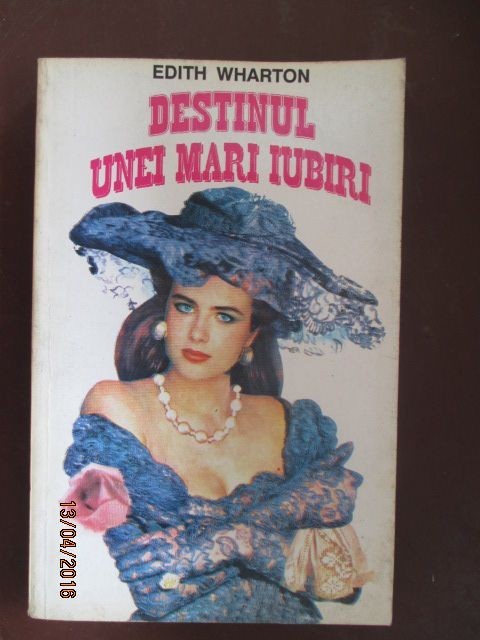 EDITH WHARTON
DESTINUL
UNEI MARI IUBIRI
13/04/2016